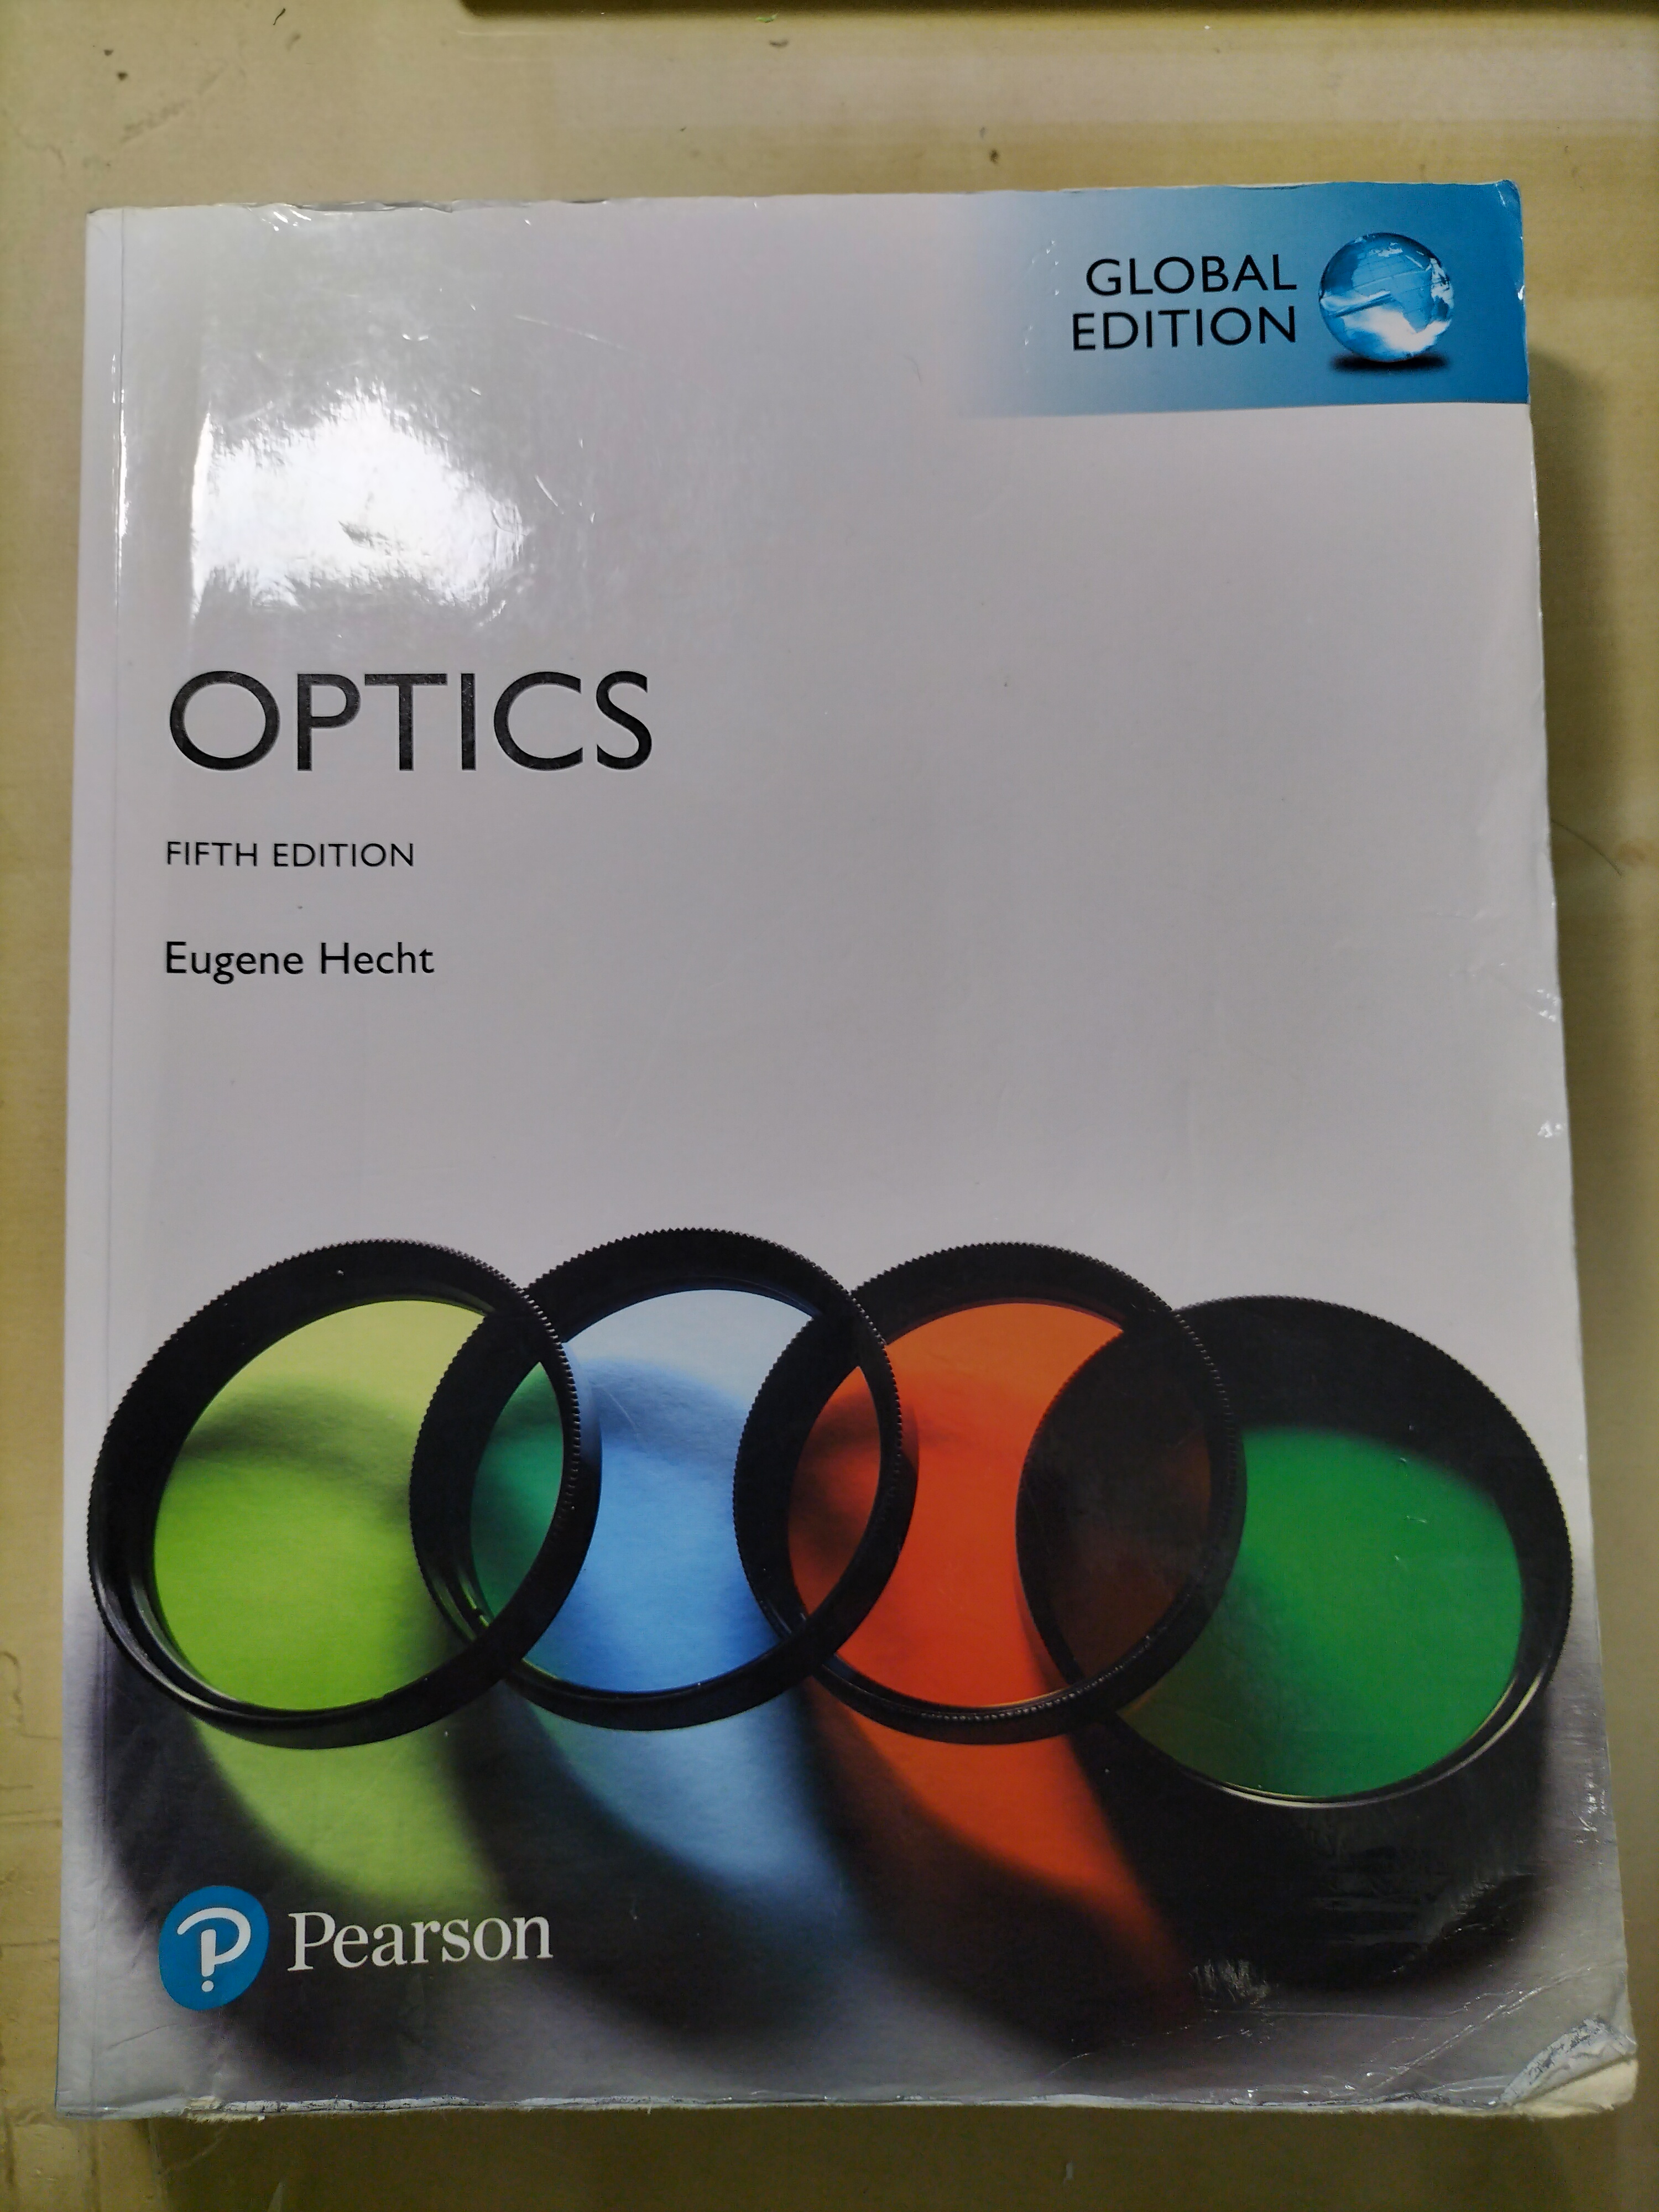 GLOBAL
EDITION
OPTICS
FIFTH EDITION
Eugene Hecht
Pearson